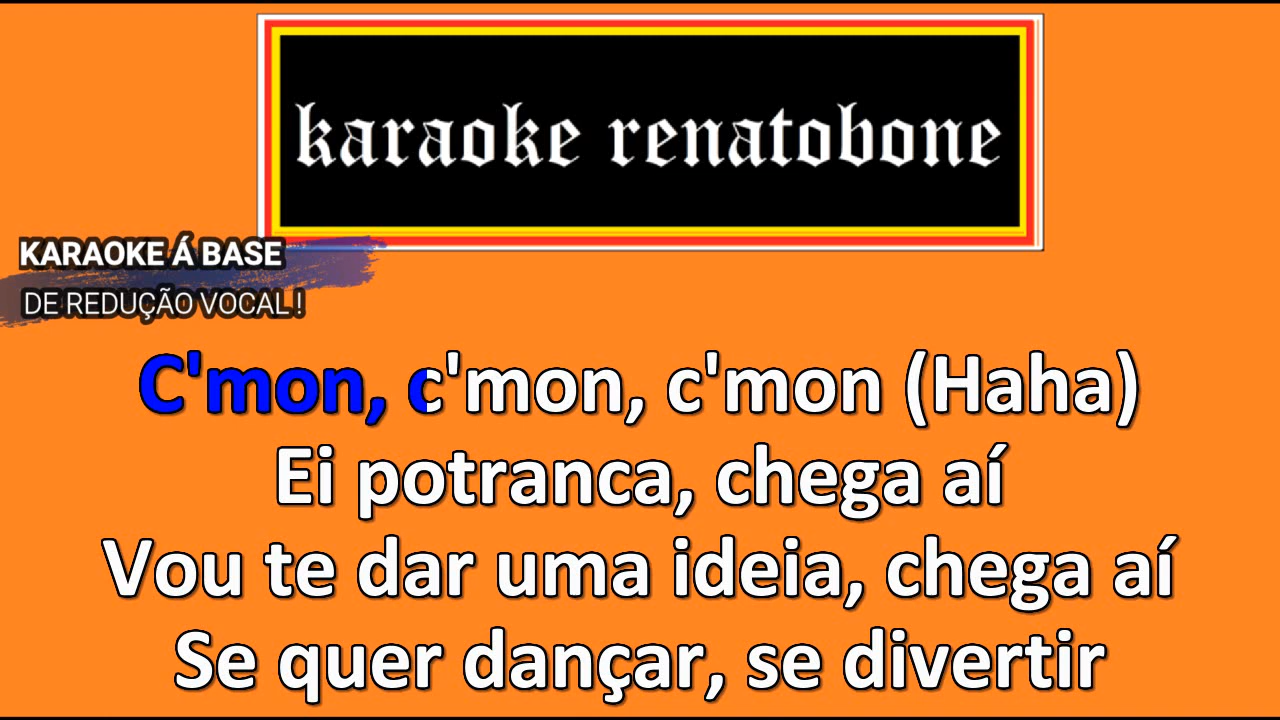 karaoke renatobone
KARAOKE Á BASE
DE REDUÇÃO VOCAL !
C'mon, c'mon, c'mon (Haha)
Ei potranca, chega aí
Vou te dar uma ideia, chega aí
Se quer dançar, se divertir